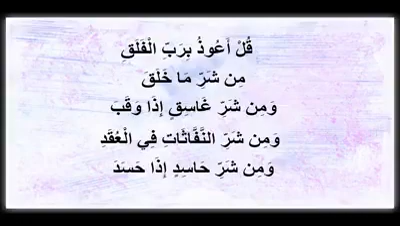 قُلْ أَعُوذُ بِرَبِّ الْفَلَقِ
مِن شَرِّ مَا خَلَقَ
وَمِن شَرِّ غَاسِقٍ إِذَا وَقَبَ
وَمِن شَرِّ النَّفَّاثَاتِ فِي الْعُقَدِ
وَمِن شَرِّ حَاسِدٍ إِذَا حَسَدَ